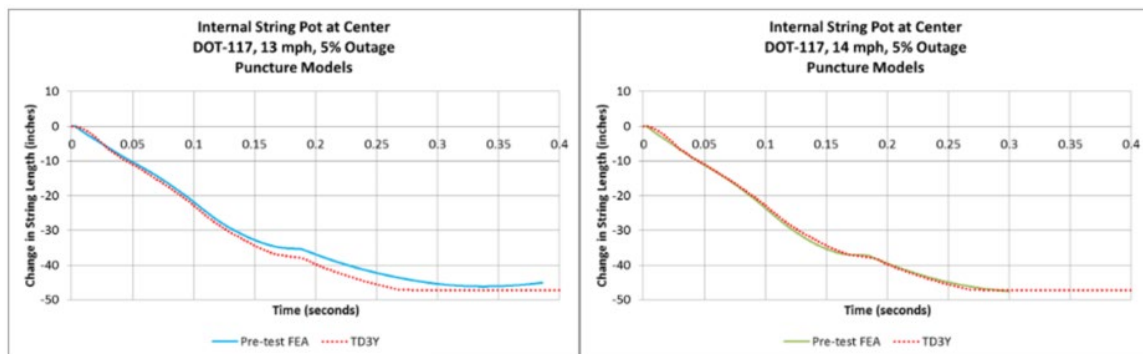 Internal String Pot at Center
DOT-117, 13 mph, 5% Outage
Puncture Models
Change in String Length (inches)
10
0
-10
-20
-30
-40
-50
0 0.05 0.1 0.15 0.2 0.25 0.3 0.35 0.4
Time (seconds)
Pre-test FEA TD3Y
Internal String Pot at Center
DOT-117, 14 mph, 5% Outage
Puncture Models
Change in String Length (inches)
10
0
-10
-20
-30
-40
-50
0 0.05 0.1 0.15 0.2 0.25 0.3 0.35 0.4
Time (seconds)
Pre-test FEA TD3Y